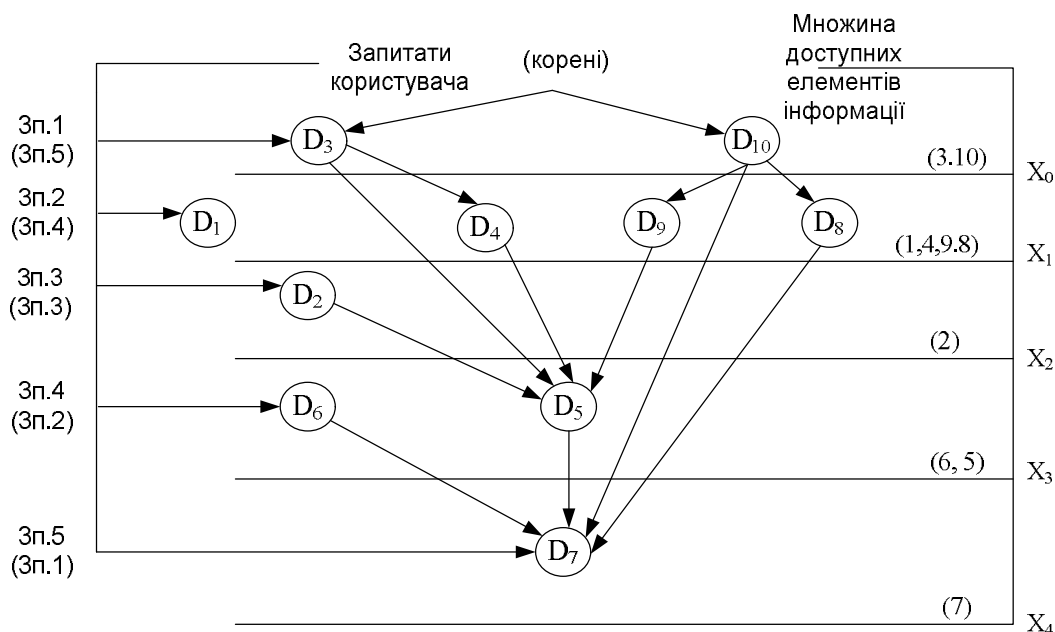 Запитати
користувача
(корені)
Множина
доступних
елементів
інформації
Зп.1
(Зп.5)
D3
D10
(3.10)
X0
Зп.2
(Зп.4)
D1
D4
D9
D8
(1,4,9.8)
X1
Зп.3
(Зп.3)
D2
(2)
X2
Зп.4
(Зп.2)
D6
D5
(6, 5)
X3
Зп.5
(Зп.1)
D7
(7)
X4